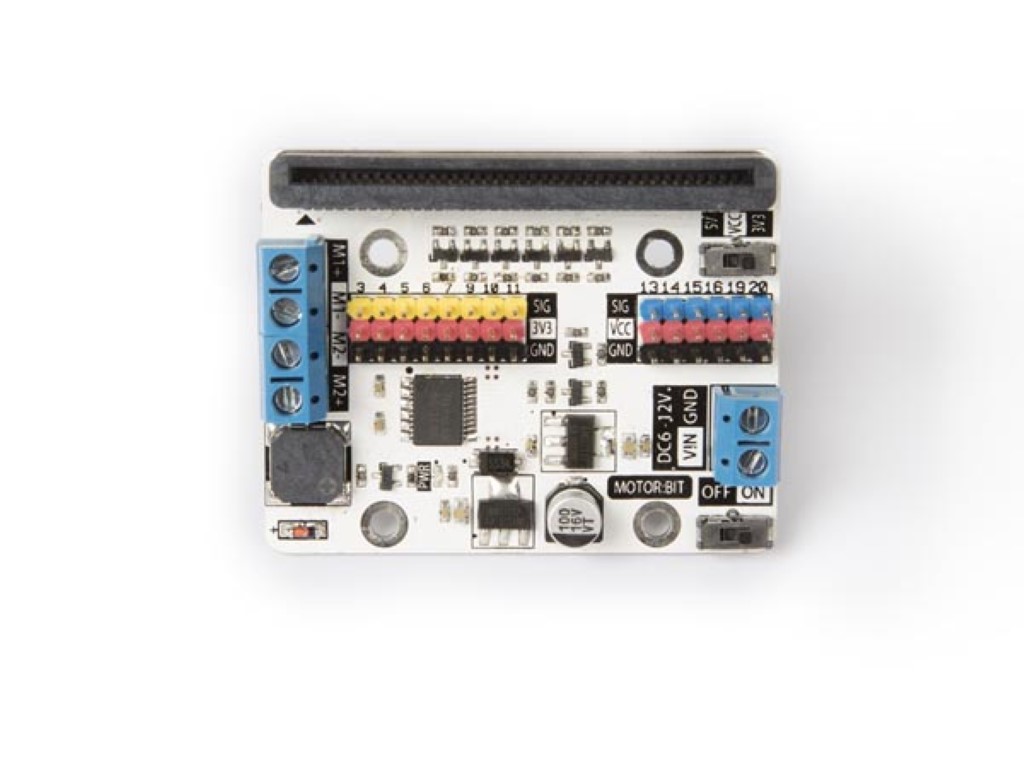 5V VCC 3V3
M1+
M1-
M2-
M2+
3 4 5 6 7 9 10 11
SIG
3V3
GND
13 14 15 16 19 20
SIG
VCC
GND
DC6-12V.
VIN GND
PWR
MOTOR:BIT
OFF ON
100
16V
VT